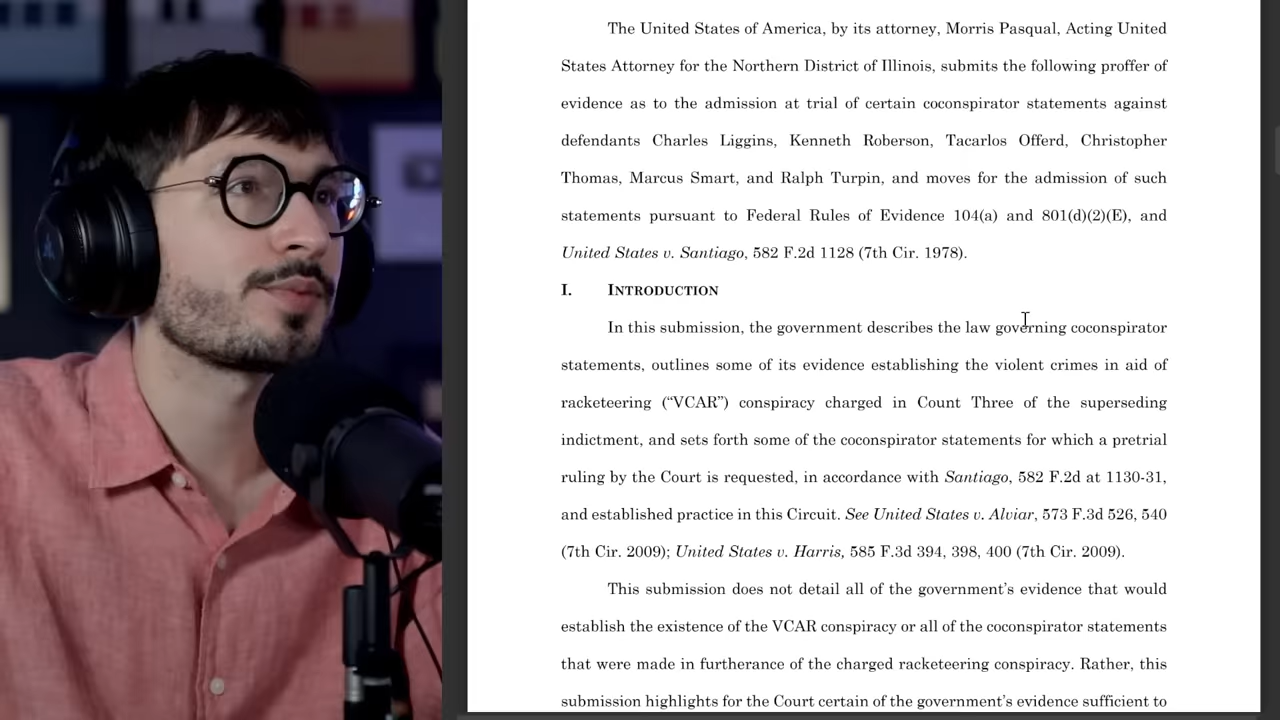 The United States of America, by its attorney, Morris Pasqual, Acting United
States Attorney for the Northern District of Illinois, submits the following proffer of
evidence as to the admission at trial of certain coconspirator statements against
defendants Charles Liggins, Kenneth Roberson, Tacarlos Offerd, Christopher
Thomas, Marcus Smart, and Ralph Turpin, and moves for the admission of such
statements pursuant to Federal Rules of Evidence 104(a) and 801(d)(2)(E), and
United States v. Santiago, 582 F.2d 1128 (7th Cir. 1978).
I. INTRODUCTION
In this submission, the government describes the law governing coconspirator
statements, outlines some of its evidence establishing the violent crimes in aid of
racketeering (“VCAR”) conspiracy charged in Count Three of the superseding
indictment, and sets forth some of the coconspirator statements for which a pretrial
ruling by the Court is requested, in accordance with Santiago, 582 F.2d at 1130-31,
and established practice in this Circuit. See United States v. Alviar, 573 F.3d 526, 540
(7th Cir. 2009); United States v. Harris, 585 F.3d 394, 398, 400 (7th Cir. 2009).
This submission does not detail all of the government’s evidence that would
establish the existence of the VCAR conspiracy or all of the coconspirator statements
that were made in furtherance of the charged racketeering conspiracy. Rather, this
submission highlights for the Court certain of the government’s evidence sufficient to